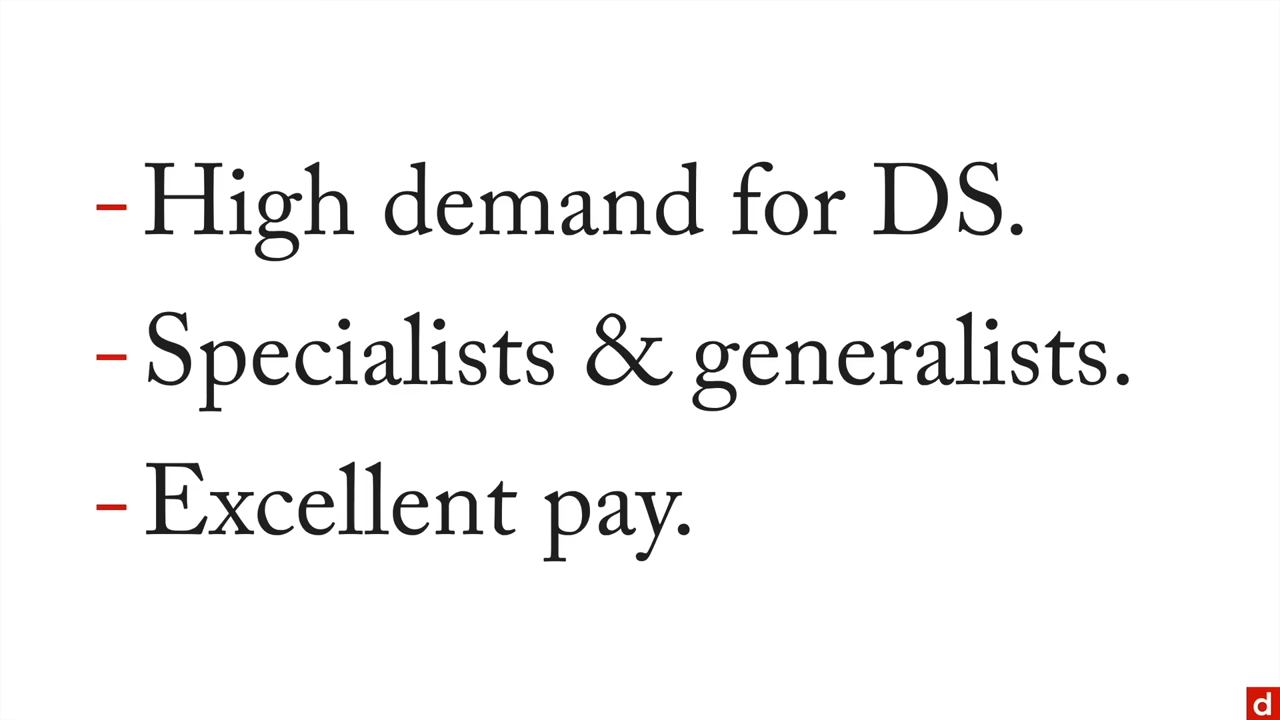 – High demand for DS.
– Specialists & generalists.
– Excellent pay.
d